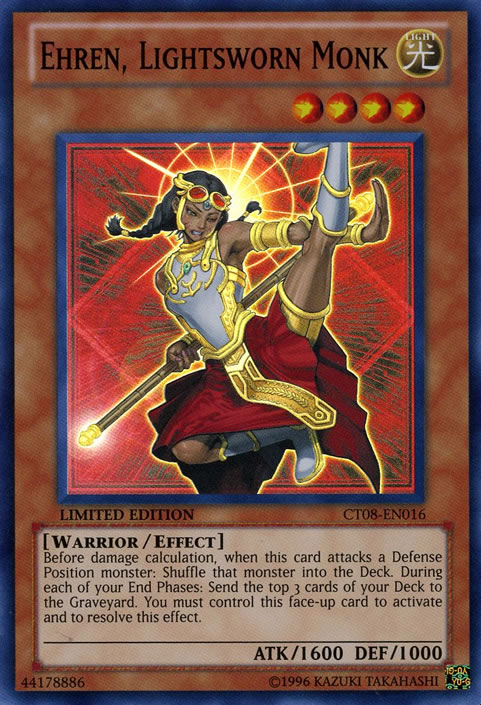 EHREN, LIGHTSWORN MONK
LIGHT
光
LIMITED EDITION CT08-EN016
[WARRIOR / EFFECT]
Before damage calculation, when this card attacks a Defense
Position monster: Shuffle that monster into the Deck. During
each of your End Phases: Send the top 3 cards of your Deck to
the Graveyard. You must control this face-up card to activate
and to resolve this effect.
ATK/1600 DEF/1000
44178886 ©1996 KAZUKI TAKAHASHI